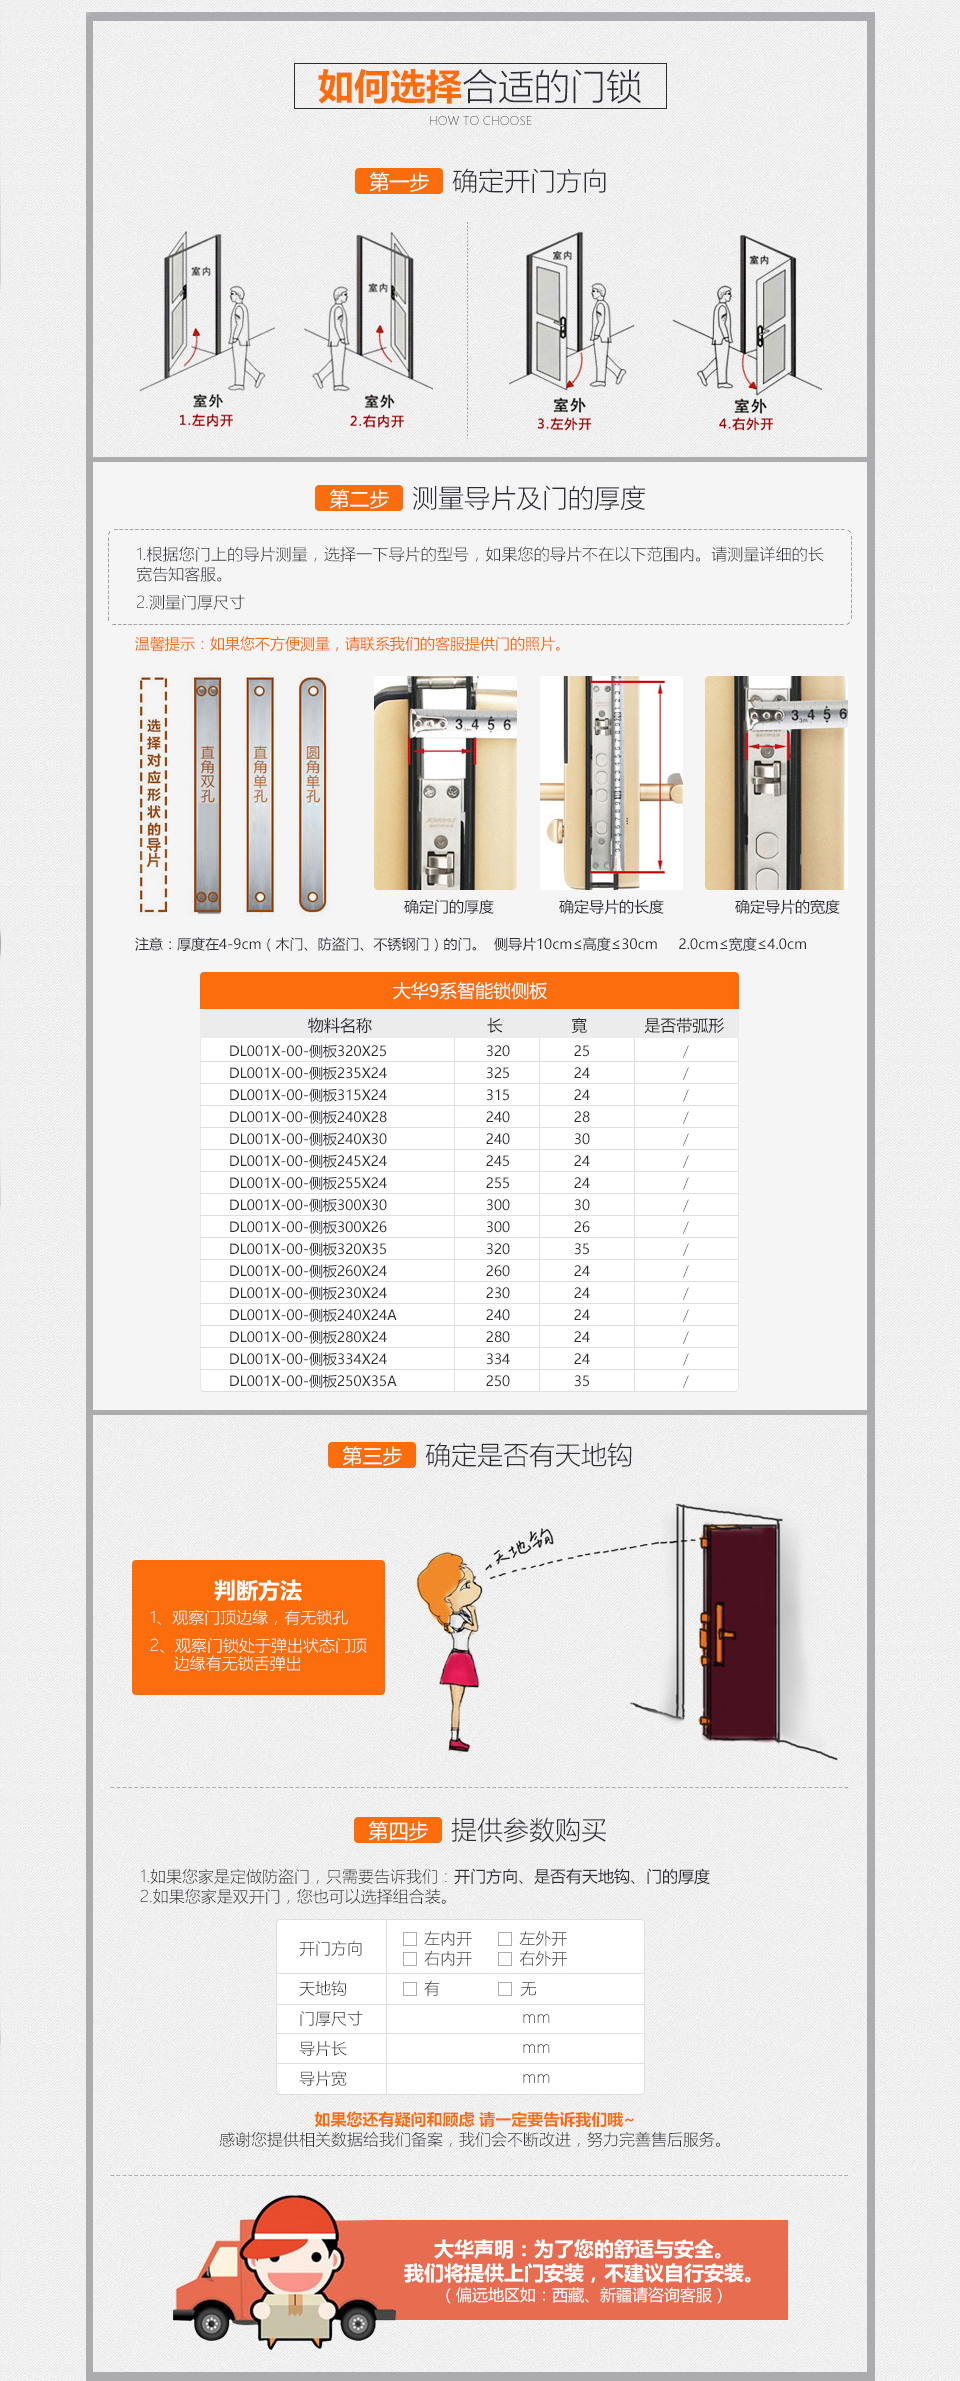 如何选择合适的门锁
HOW TO CHOOSE
第一步 确定开门方向
室内
室外
1.左内开
室内
室外
2.右内开
室内
室外
3.左外开
室内
室外
4.右外开
第二步 测量导片及门的厚度
1.根据您门上的导片测量，选择一下导片的型号，如果您的导片不在以下范围内。请测量详细的长
宽告知客服。
2.测量门厚尺寸
温馨提示：如果您不方便测量，请联系我们的客服提供门的照片。
选择对应形状的导片
直角双孔
直角单孔
圆角单孔
3 4 5 6
确定门的厚度
确定导片的长度
3 4 5 6
确定导片的宽度
注意：厚度在4-9cm（木门、防盗门、不锈钢门）的门。 侧导片10cm≤高度≤30cm 2.0cm≤宽度≤4.0cm
大华9系智能锁侧板
物料名称 长 寛 是否带弧形
DL001X-00-侧板320X25 320 25 /
DL001X-00-侧板235X24 325 24 /
DL001X-00-侧板315X24 315 24 /
DL001X-00-侧板240X28 240 28 /
DL001X-00-侧板240X30 240 30 /
DL001X-00-侧板245X24 245 24 /
DL001X-00-侧板255X24 255 24 /
DL001X-00-侧板300X30 300 30 /
DL001X-00-侧板300X26 300 26 /
DL001X-00-侧板320X35 320 35 /
DL001X-00-侧板260X24 260 24 /
DL001X-00-侧板230X24 230 24 /
DL001X-00-侧板240X24A 240 24 /
DL001X-00-侧板280X24 280 24 /
DL001X-00-侧板334X24 334 24 /
DL001X-00-侧板250X35A 250 35 /
第三步 确定是否有天地钩
天地钩
判断方法
1、观察门顶边缘，有无锁孔
2、观察门锁处于弹出状态门顶
边缘有无锁舌弹出
第四步 提供参数购买
1.如果您家是定做防盗门，只需要告诉我们：开门方向、是否有天地钩、门的厚度
2.如果您家是双开门，您也可以选择组合装。
开门方向 左内开 左外开
右内开 右外开
天地钩 有 无
门厚尺寸 mm
导片长 mm
导片宽 mm
如果您还有疑问和顾虑 请一定要告诉我们哦~
感谢您提供相关数据给我们备案，我们会不断改进，努力完善售后服务。
大华声明：为了您的舒适与安全。
我们将提供上门安装，不建议自行安装。
（偏远地区如：西藏、新疆请咨询客服）